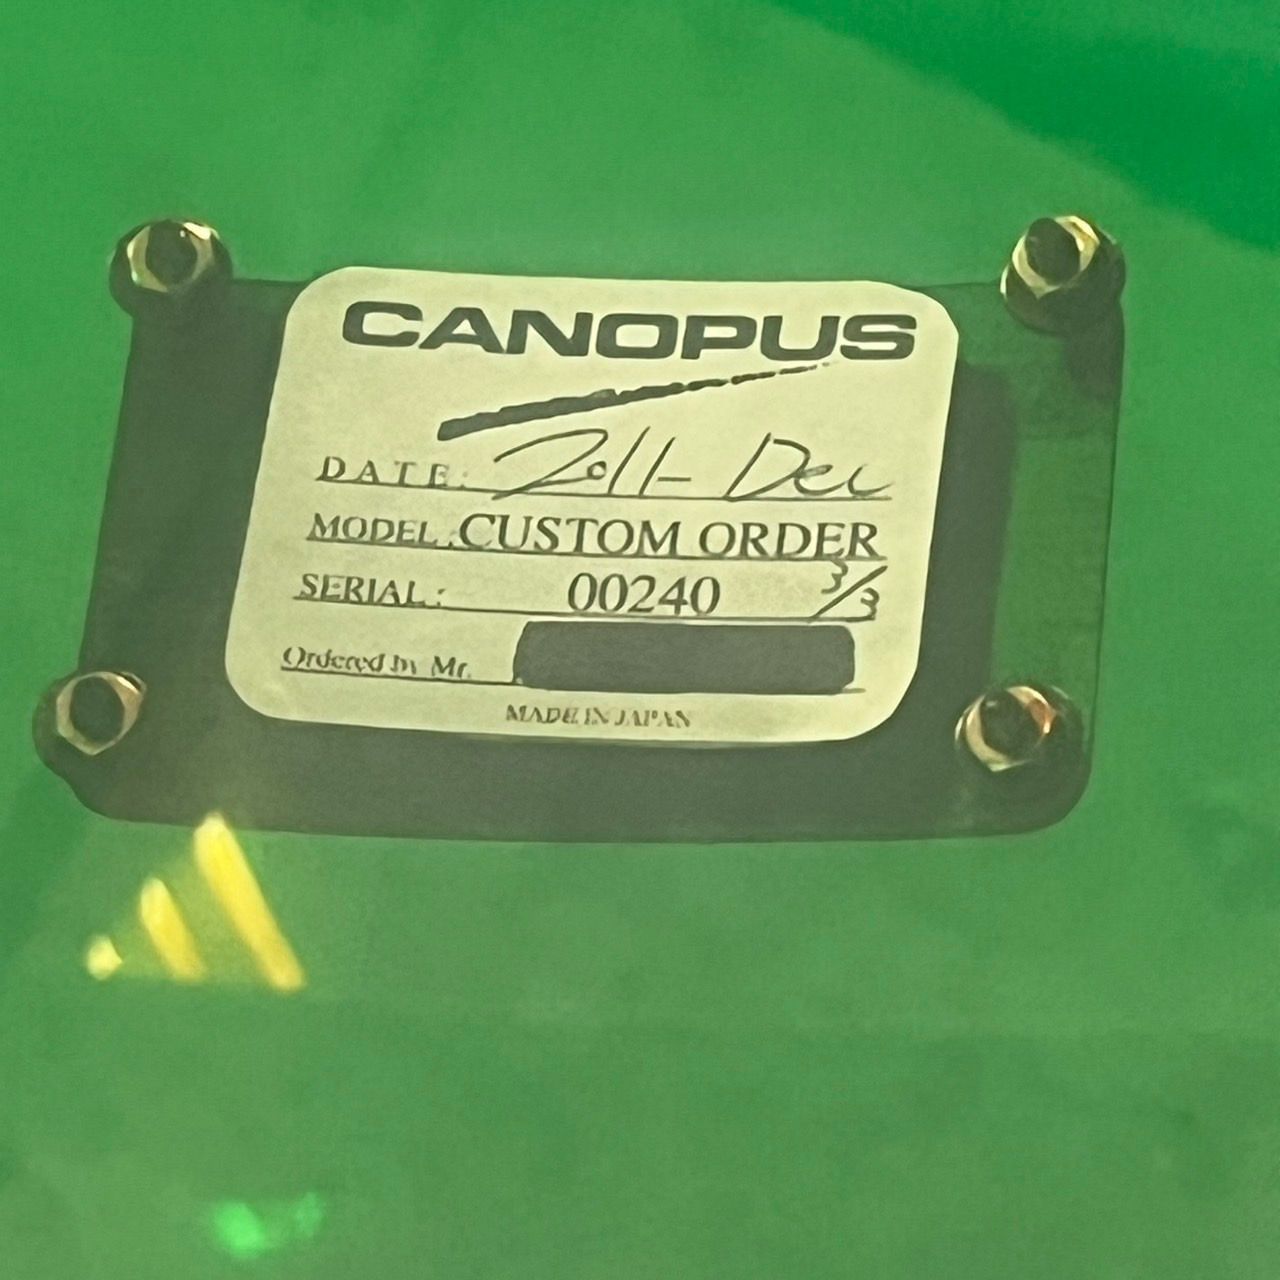 CANOPUS
DATE: 2011- Dec
MODEL: CUSTOM ORDER
SERIAL: 00240 3/3
Ordered by Mr.
MADE IN JAPAN